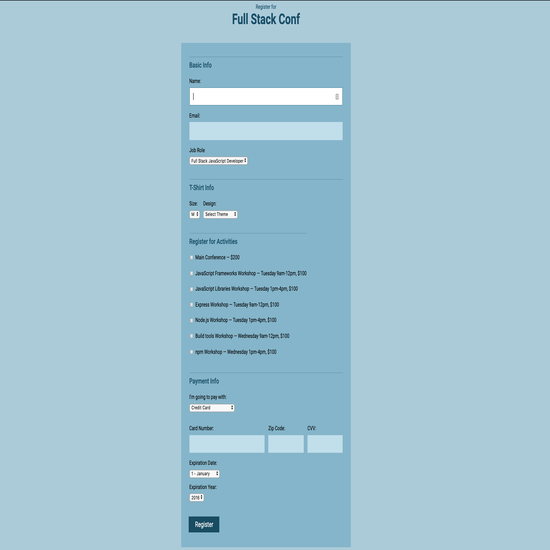 Register for
Full Stack Conf
Basic Info
Name:
Email:
Job Role
Full Stack JavaScript Developer
T-Shirt Info
Size: Design:
M Select Theme
Register for Activities
Main Conference — $200
JavaScript Frameworks Workshop — Tuesday 9am-12pm, $100
JavaScript Libraries Workshop — Tuesday 1pm-4pm, $100
Express Workshop — Tuesday 9am-12pm, $100
Node.js Workshop — Tuesday 1pm-4pm, $100
Build tools Workshop — Wednesday 9am-12pm, $100
npm Workshop — Wednesday 1pm-4pm, $100
Payment Info
I'm going to pay with:
Credit Card
Card Number: Zip Code: CVV:
Expiration Date:
1 - January
Expiration Year:
2016
Register